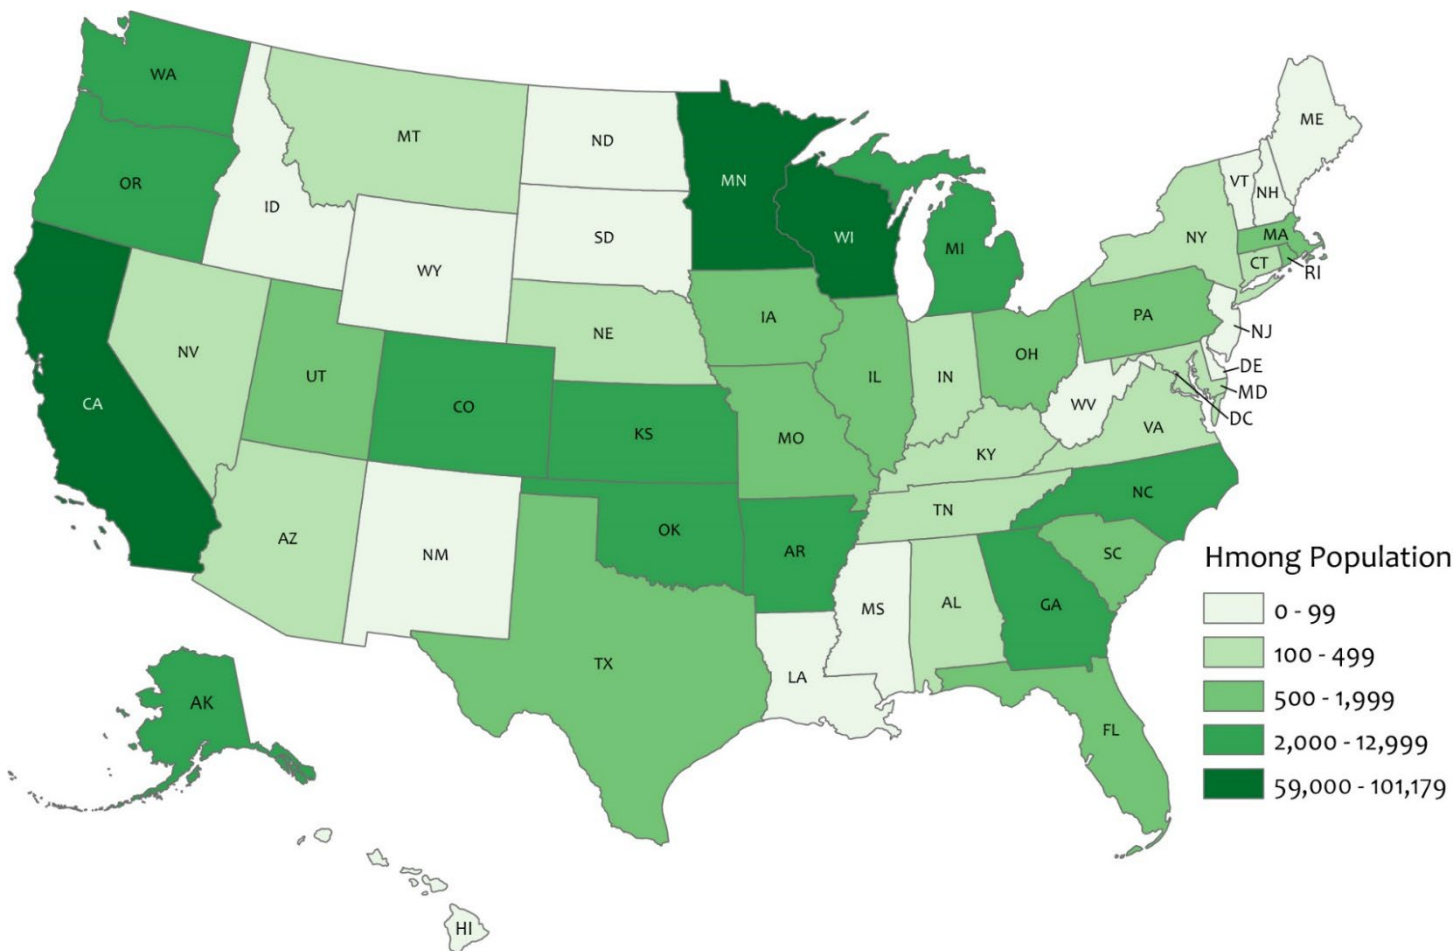 WA
MT
ND
ME
MN
OR
VT
NH
ID
SD
WI
MI
NY
MA
WY
CT
RI
IA
PA
NE
NJ
NV
OH
UT
IL
IN
DE
CA
CO
WV
MD
KS
MO
DC
VA
KY
NC
TN
OK
AZ
AR
NM
SC
MS
AL
GA
TX
LA
AK
FL
HI
Hmong Population
0 - 99
100 - 499
500 - 1,999
2,000 - 12,999
59,000 - 101,179